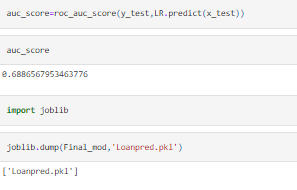 auc_score=roc_auc_score(y_test,LR.predict(x_test))
auc_score
0.6886567953463776
import joblib
joblib.dump(Final_mod,'Loanpred.pkl')
['Loanpred.pkl']